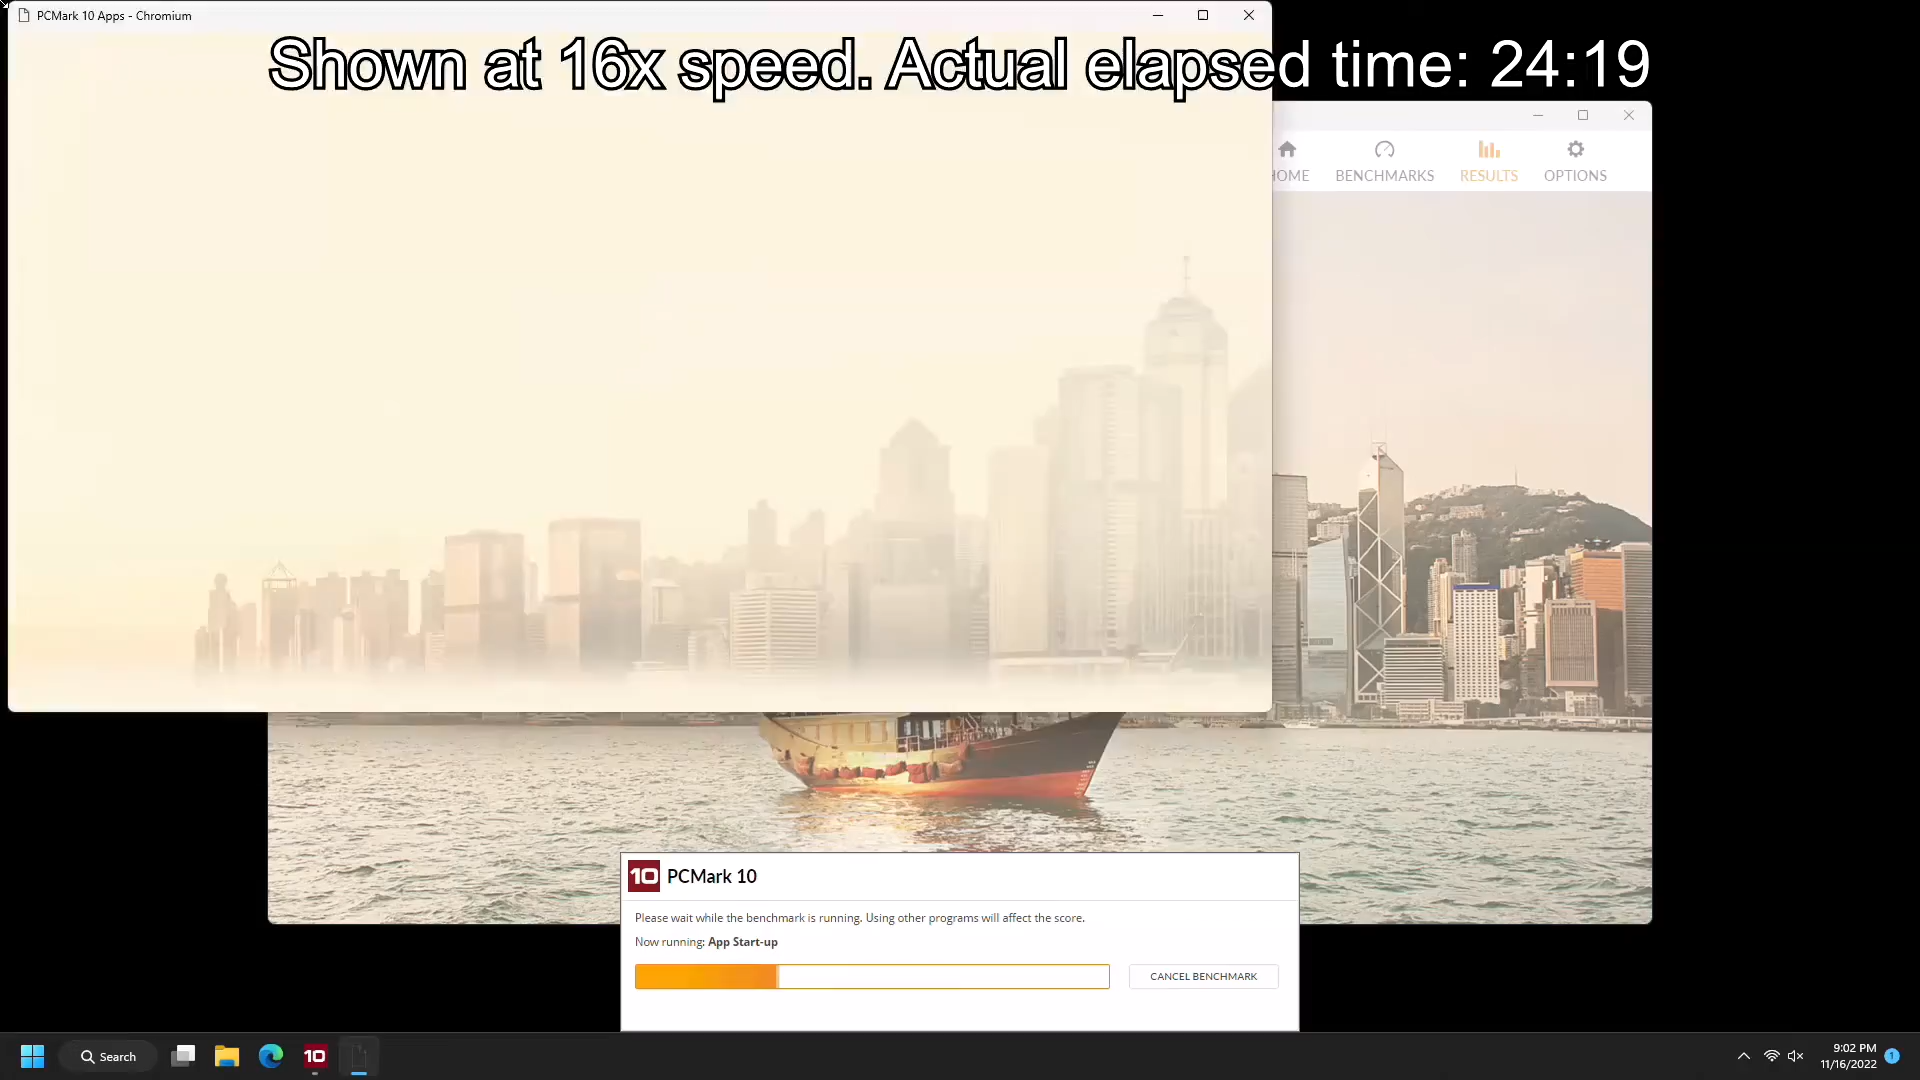 PCMark 10 Apps - Chromium
Shown at 16x speed. Actual elapsed time: 24:19
HOME
BENCHMARKS
RESULTS
OPTIONS
10 PCMark 10
Please wait while the benchmark is running. Using other programs will affect the score.
Now running: App Start-up
CANCEL BENCHMARK
Search
10
9:02 PM
11/16/2022
1